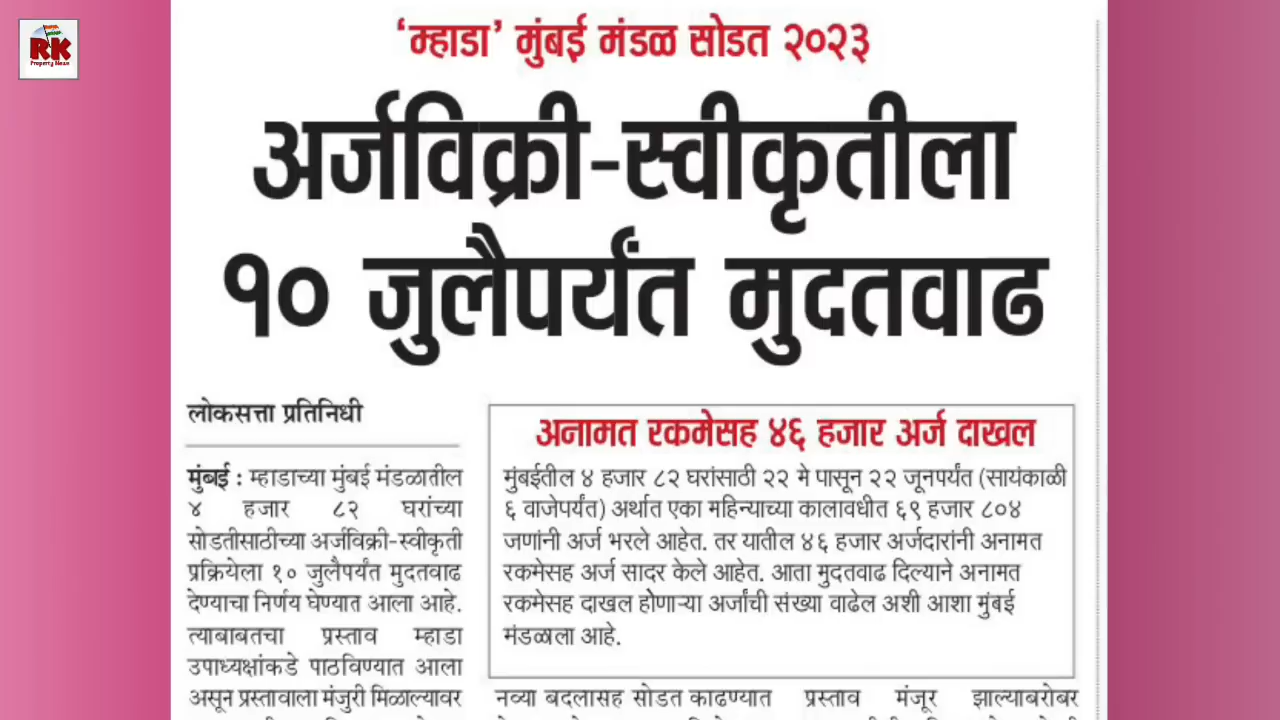 RK
Property News
‘म्हाडा’ मुंबई मंडळ सोडत २०२३
अर्जविक्री-स्वीकृतीला
१० जुलैपर्यंत मुदतवाढ
लोकसत्ता प्रतिनिधी
मुंबई : म्हाडाच्या मुंबई मंडळातील
४ हजार ८२ घरांच्या
सोडतीसाठीच्या अर्जविक्री-स्वीकृती
प्रक्रियेला १० जुलैपर्यंत मुदतवाढ
देण्याचा निर्णय घेण्यात आला आहे.
त्याबाबतचा प्रस्ताव म्हाडा
उपाध्यक्षांकडे पाठविण्यात आला
असून प्रस्तावाला मंजुरी मिळाल्यावर
अनामत रकमेसह ४६ हजार अर्ज दाखल
मुंबईतील ४ हजार ८२ घरांसाठी २२ मे पासून २२ जूनपर्यंत (सायंकाळी
६ वाजेपर्यंत) अर्थात एका महिन्याच्या कालावधीत ६९ हजार ८०४
जणांनी अर्ज भरले आहेत. तर यातील ४६ हजार अर्जदारांनी अनामत
रकमेसह अर्ज सादर केले आहेत. आता मुदतवाढ दिल्याने अनामत
रकमेसह दाखल होणाऱ्या अर्जांची संख्या वाढेल अशी आशा मुंबई
मंडळाला आहे.
नव्या बदलासह सोडत काढण्यात
प्रस्ताव मंजूर झाल्याबरोबर